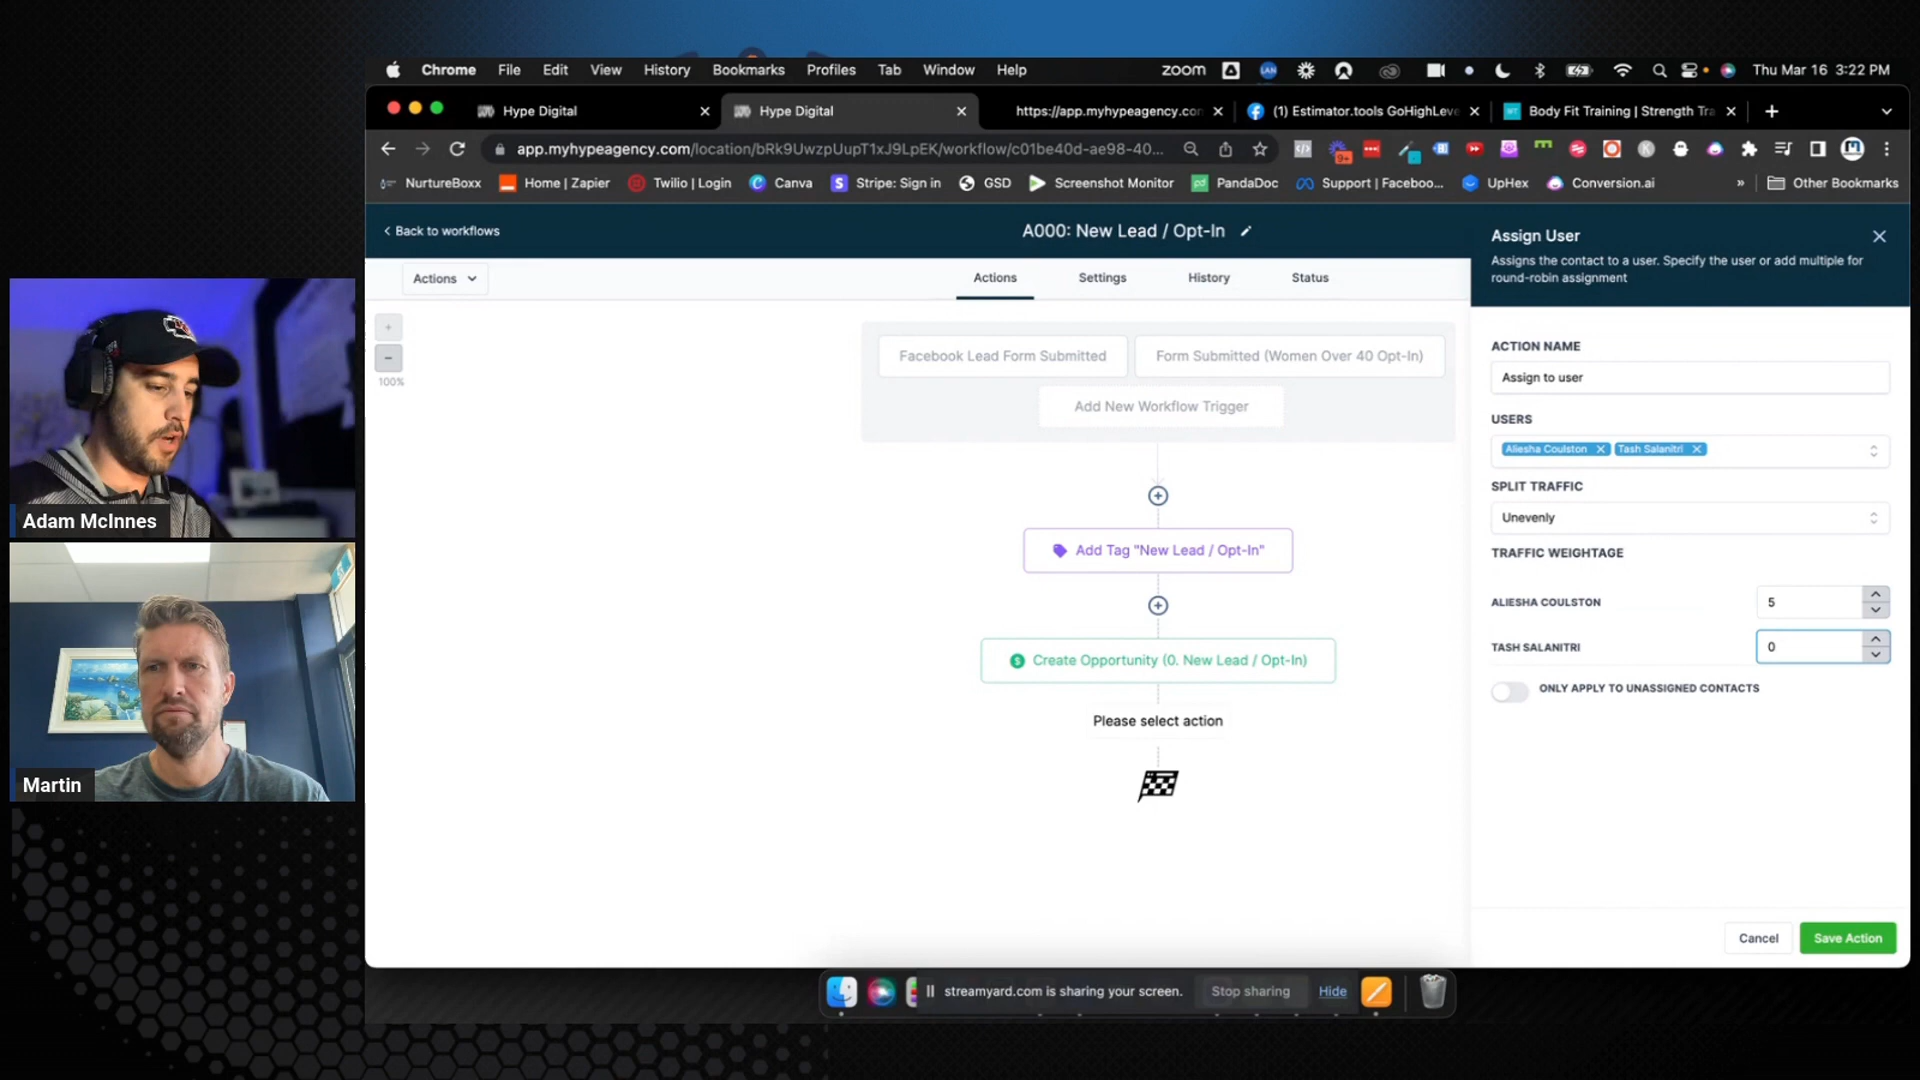 Chrome File Edit View History Bookmarks Profiles Tab Window Help zoom LAN Thu Mar 16 3:22 PM
Hype Digital Hype Digital https://app.myhypeagency.con (1) Estimator.tools GoHighLeve Body Fit Training | Strength Tra
app.myhypeagency.com/location/bRk9UwzpUupT1xJ9LpEK/workflow/c01be40d-ae98-40... 9+
NurtureBoxx Home | Zapier Twilio | Login Canva Stripe: Sign in GSD Screenshot Monitor PandaDoc Support | Faceboo... UpHex Conversion.ai » Other Bookmarks
Back to workflows
A000: New Lead / Opt-In
Actions
Actions Settings History Status
100%
Facebook Lead Form Submitted Form Submitted (Women Over 40 Opt-In)
Add New Workflow Trigger
Add Tag "New Lead / Opt-In"
Create Opportunity (0. New Lead / Opt-In)
Please select action
Assign User
Assigns the contact to a user. Specify the user or add multiple for
round-robin assignment
ACTION NAME
Assign to user
USERS
Aliesha Coulston Tash Salanitri
SPLIT TRAFFIC
Unevenly
TRAFFIC WEIGHTAGE
ALIESHA COULSTON 5
TASH SALANITRI 0
ONLY APPLY TO UNASSIGNED CONTACTS
Cancel Save Action
Adam McInnes
Martin
streamyard.com is sharing your screen. Stop sharing Hide